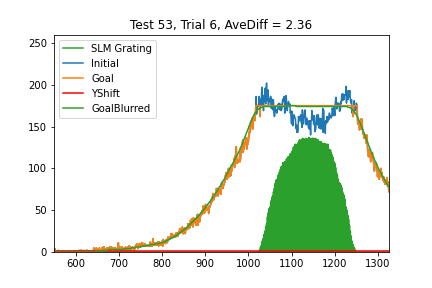 Test 53, Trial 6, AveDiff = 2.36
SLM Grating
Initial
Goal
YShift
GoalBlurred
250
200
150
100
50
0
600 700 800 900 1000 1100 1200 1300